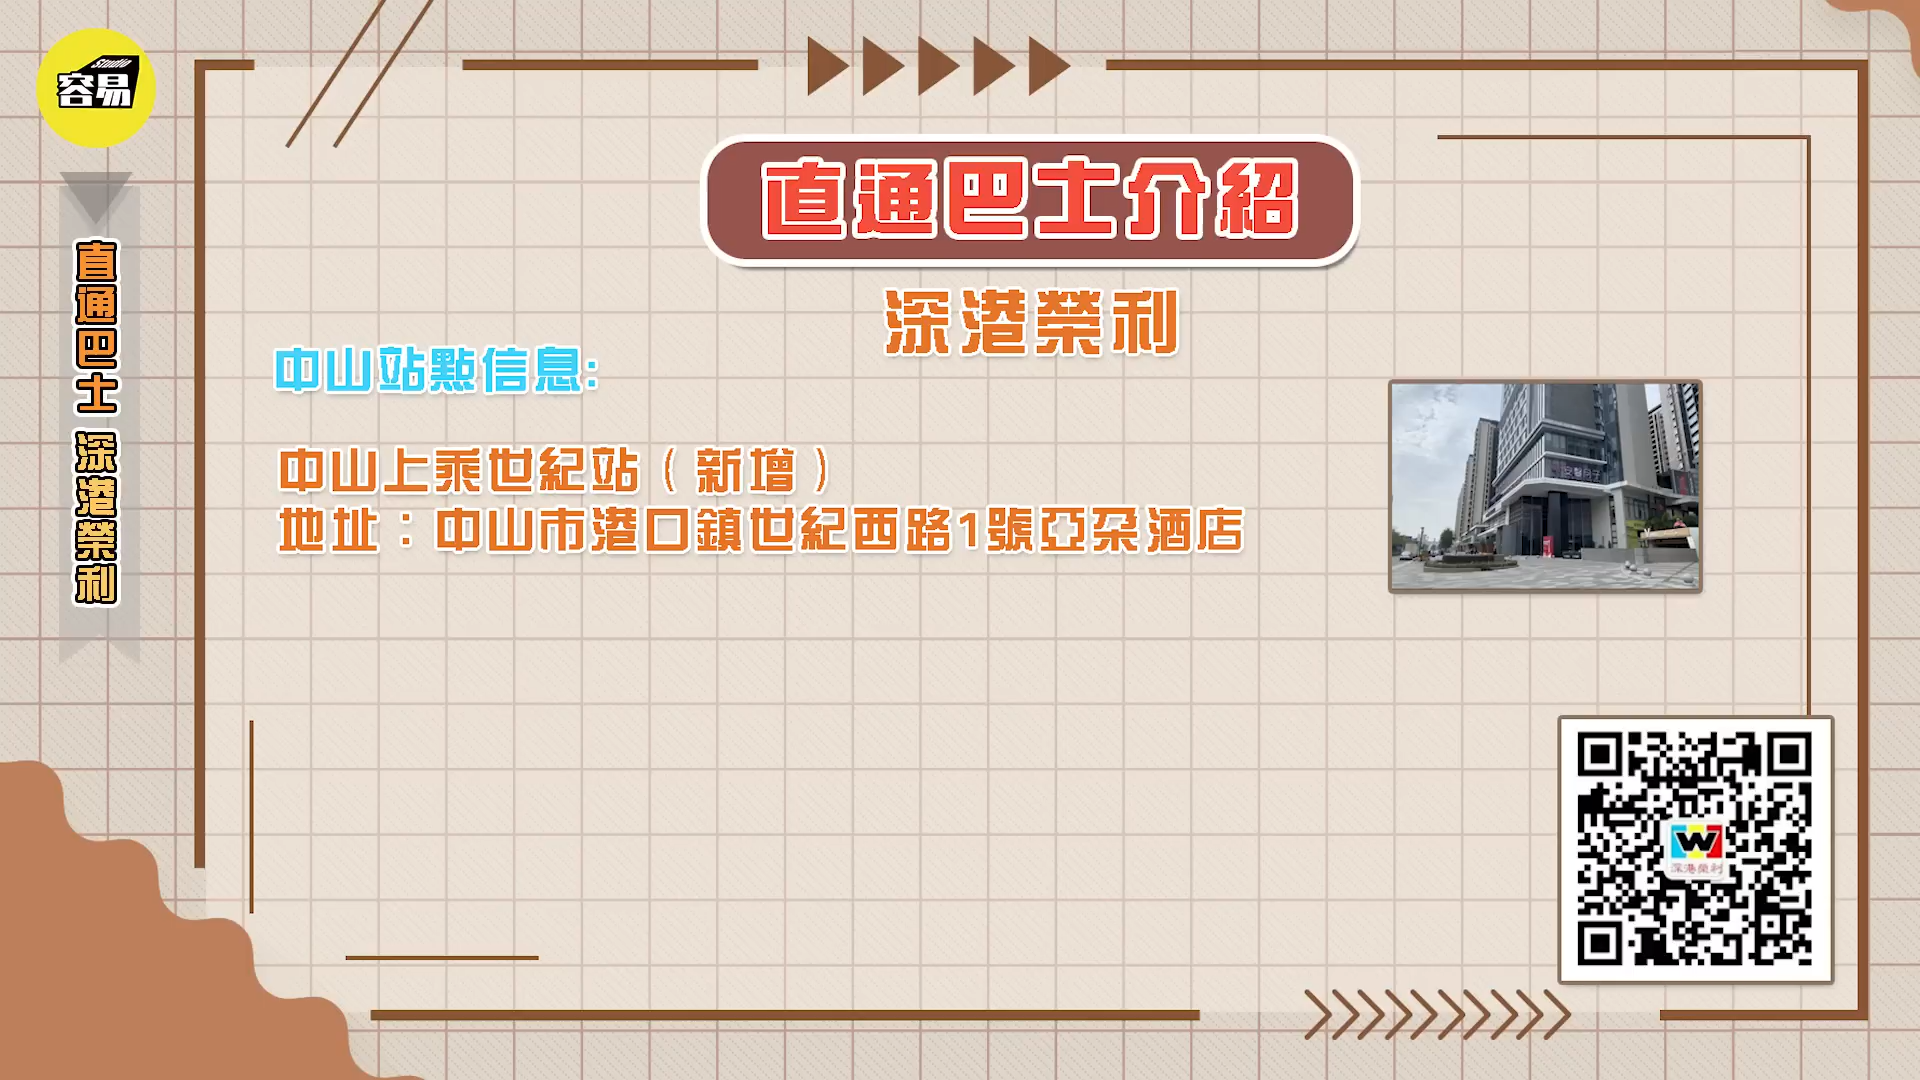 Studio
容易
直通巴士 深港榮利
直通巴士介紹
深港榮利
中山站點信息:
中山上乘世紀站（新增）
地址：中山市港口鎮世紀西路1號亞朵酒店
W
深港榮利